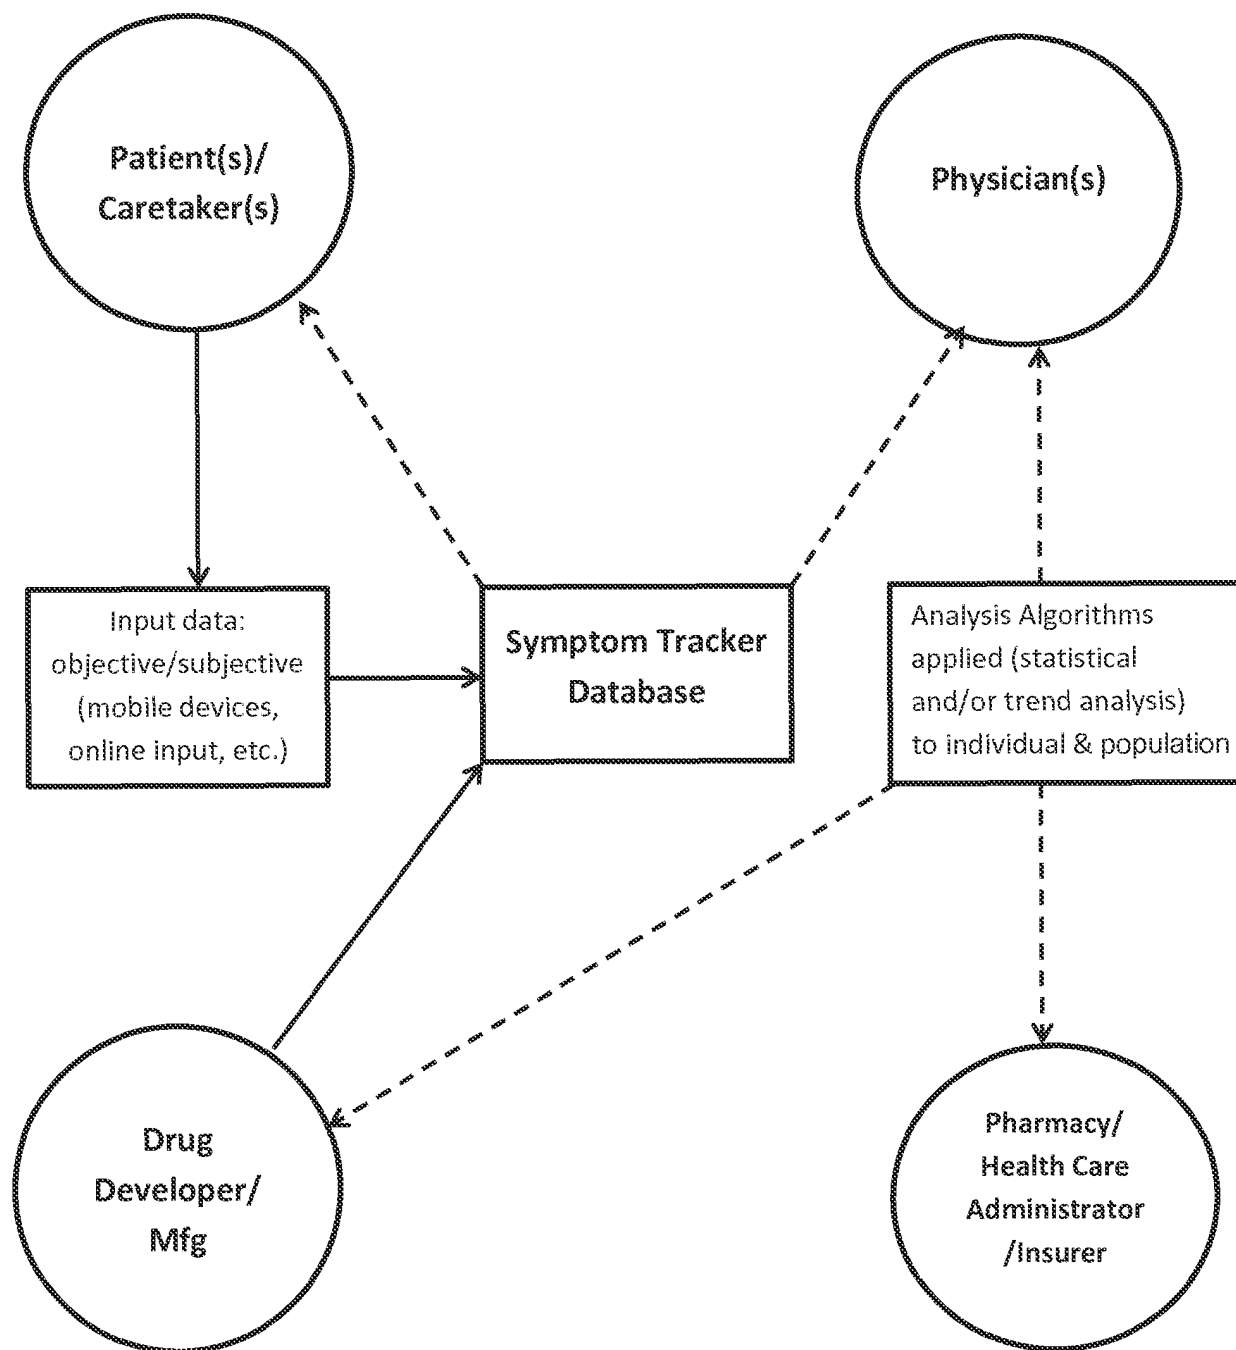 Patient(s)/
Caretaker(s)
Physician(s)
Input data:
objective/subjective
(mobile devices,
online input, etc.)
Symptom Tracker
Database
Analysis Algorithms
applied (statistical
and/or trend analysis)
to individual & population
Drug
Developer/
Mfg
Pharmacy/
Health Care
Administrator
/Insurer